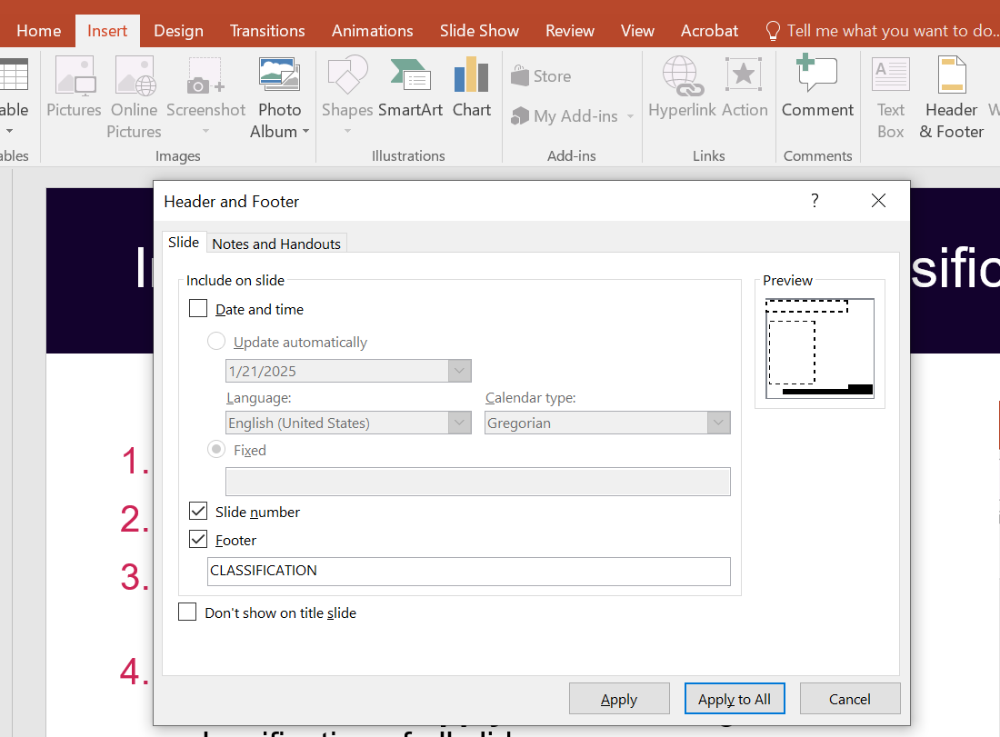 Home Insert Design Transitions Animations Slide Show Review View Acrobat Tell me what you want to do...
able Pictures Online Pictures Screenshot Photo Album Shapes SmartArt Chart Store My Add-ins Hyperlink Action Comment Text Box Header & Footer W
ables Images Illustrations Add-ins Links Comments
Header and Footer ?
Slide Notes and Handouts
Include on slide Preview
Date and time
Update automatically
1/21/2025
Language: Calendar type:
English (United States) Gregorian
Fixed
Slide number
Footer
CLASSIFICATION
Don't show on title slide
Apply Apply to All Cancel
sific
1.
2.
3.
4.